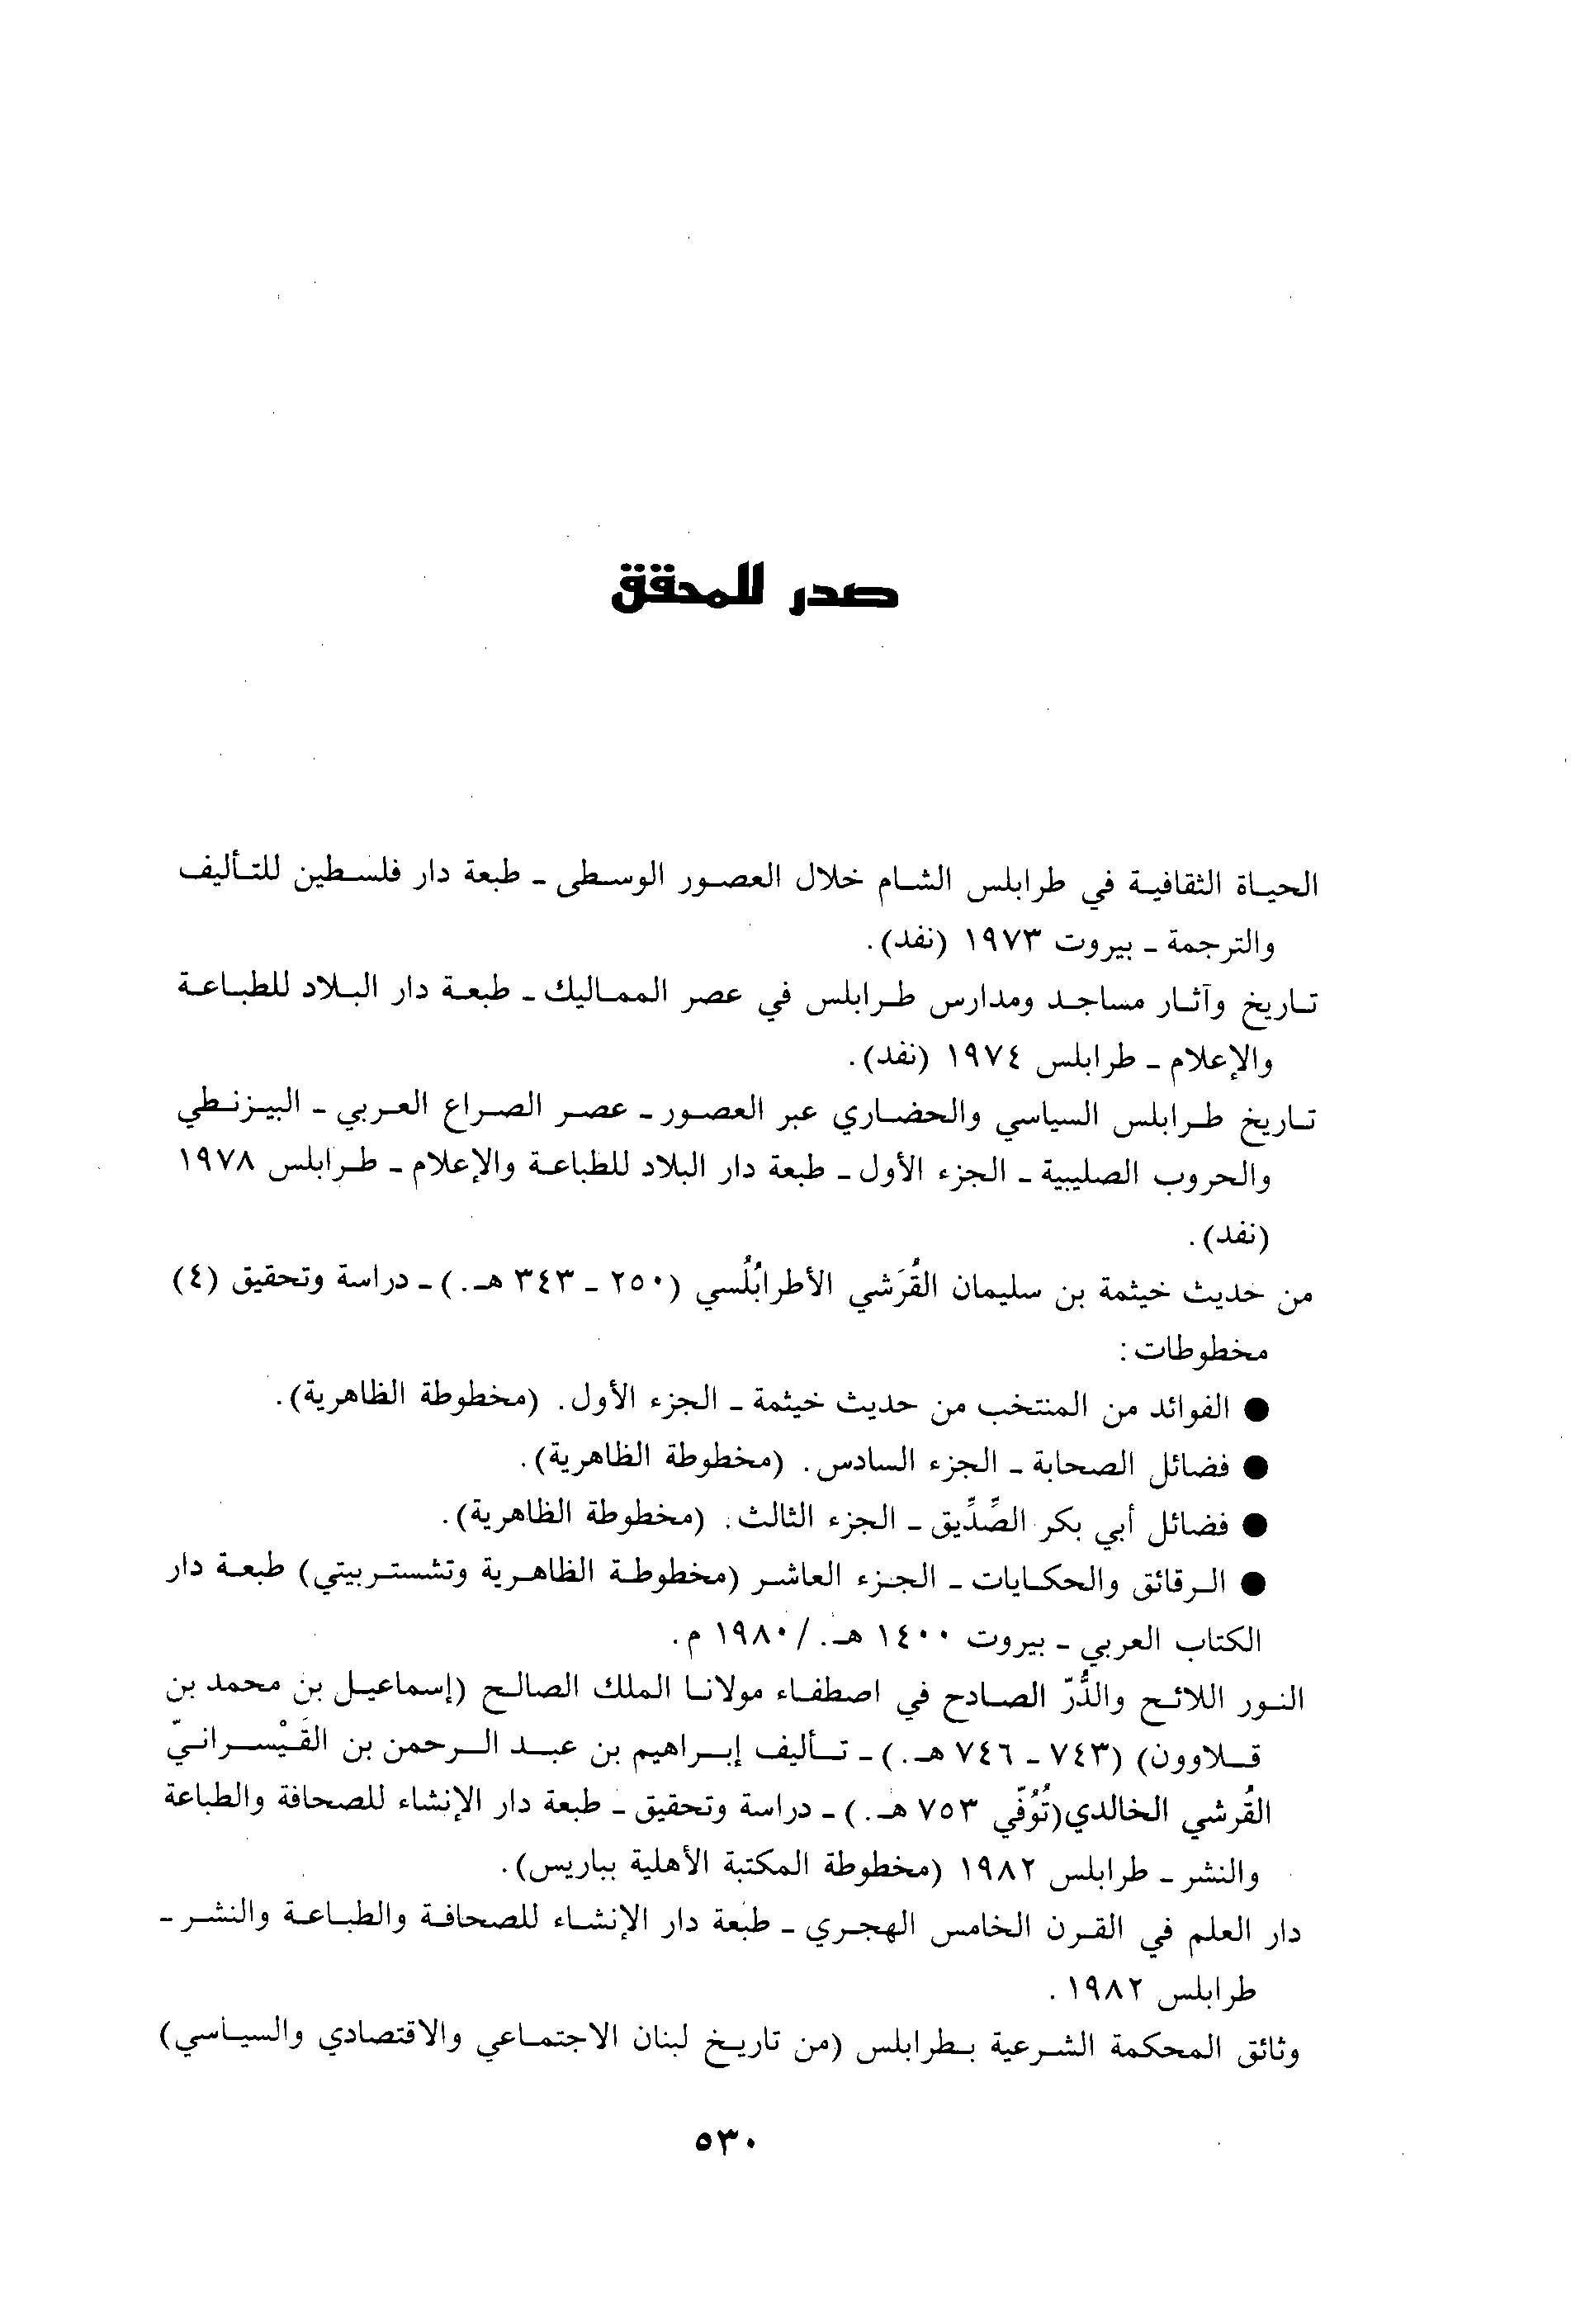 صدر للمحقق
الحياة الثقافية في طرابلس الشام خلال العصور الوسطى - طبعة دار فلسطين للتأليف
والترجمة - بيروت ١٩٧٣ (نفد).
تاريخ وآثار مساجد ومدارس طرابلس في عصر المماليك - طبعة دار البلاد للطباعة
والإعلام - طرابلس ١٩٧٤ (نفد).
تاريخ طرابلس السياسي والحضاري عبر العصور - عصر الصراع العربي - البيزنطي
والحروب الصليبية - الجزء الأول - طبعة دار البلاد للطباعة والإعلام - طرابلس ١٩٧٨
(نفد).
من حديث خيثمة بن سليمان القُرَشي الأطرابُلُسي (٢٥٠ - ٣٤٣ هـ.) - دراسة وتحقيق (٤)
مخطوطات:
● الفوائد من المنتخب من حديث خيثمة - الجزء الأول. (مخطوطة الظاهرية).
● فضائل الصحابة - الجزء السادس. (مخطوطة الظاهرية).
● فضائل أبي بكر الصِّدِّيق - الجزء الثالث. (مخطوطة الظاهرية).
● الرقائق والحكايات - الجزء العاشر (مخطوطة الظاهرية وتشستربيتي) طبعة دار
الكتاب العربي - بيروت ١٤٠٠ هـ./١٩٨٠ م.
النور اللائح والدُّرّ الصادح في اصطفاء مولانا الملك الصالح (إسماعيل بن محمد بن
قلاوون) (٧٤٣ - ٧٤٦ هـ.) - تأليف إبراهيم بن عبد الرحمن بن القَيْسرانيّ
القُرشي الخالدي(تُوُفّي ٧٥٣ هـ.) - دراسة وتحقيق - طبعة دار الإنشاء للصحافة والطباعة
والنشر - طرابلس ١٩٨٢ (مخطوطة المكتبة الأهلية بباريس).
دار العلم في القرن الخامس الهجري - طبعة دار الإنشاء للصحافة والطباعة والنشر -
طرابلس ١٩٨٢.
وثائق المحكمة الشرعية بطرابلس (من تاريخ لبنان الاجتماعي والاقتصادي والسياسي)
٥٣٠